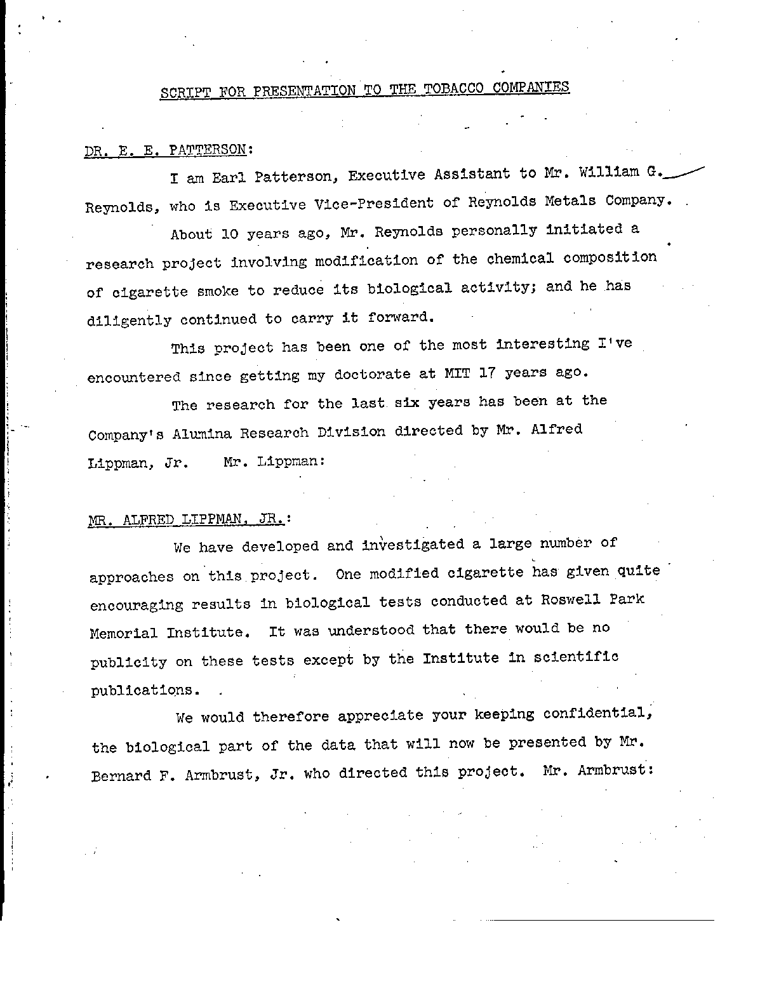 SCRIPT FOR PRESENTATION TO THE TOBACCO COMPANIES
DR. E. E. PATTERSON:
I am Earl Patterson, Executive Assistant to Mr. William G.
Reynolds, who is Executive Vice-President of Reynolds Metals Company.
About 10 years ago, Mr. Reynolds personally initiated a
research project involving modification of the chemical composition
of cigarette smoke to reduce its biological activity; and he has
diligently continued to carry it forward.
This project has been one of the most interesting I've
encountered since getting my doctorate at MIT 17 years ago.
The research for the last six years has been at the
Company's Alumina Research Division directed by Mr. Alfred
Lippman, Jr. Mr. Lippman:
MR. ALFRED LIPPMAN, JR.:
We have developed and investigated a large number of
approaches on this project. One modified cigarette has given quite
encouraging results in biological tests conducted at Roswell Park
Memorial Institute. It was understood that there would be no
publicity on these tests except by the Institute in scientific
publications.
We would therefore appreciate your keeping confidential,
the biological part of the data that will now be presented by Mr.
Bernard F. Armbrust, Jr. who directed this project. Mr. Armbrust: